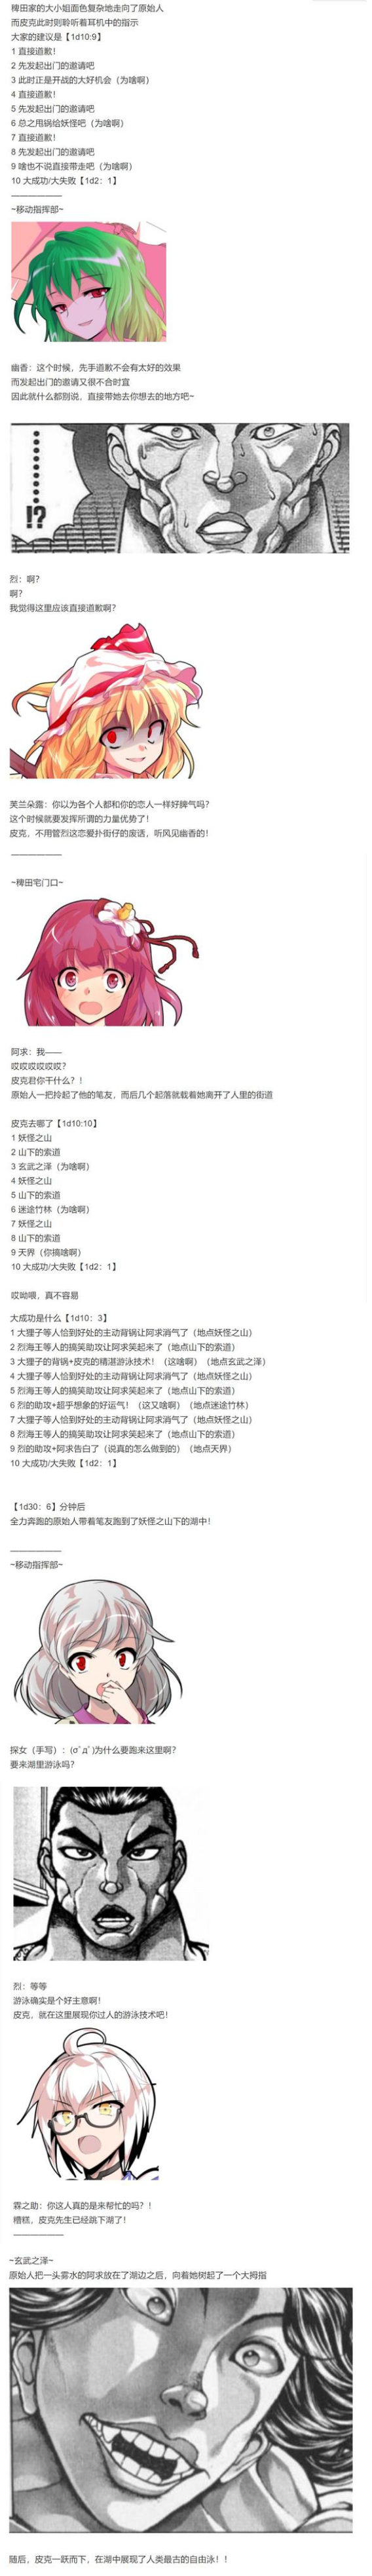 稗田家的大小姐面色复杂地走向了原始人
而皮克此时则聆听着耳机中的指示
大家的建议是【1d10:9】
1 直接道歉！
2 先发起出门的邀请吧
3 此时正是开战的大好机会（为啥啊）
4 直接道歉！
5 先发起出门的邀请吧
6 总之甩锅给妖怪吧（为啥啊）
7 直接道歉！
8 先发起出门的邀请吧
9 啥也不说直接带走吧（为啥啊）
10 大成功/大失败【1d2：1】
——————
~移动指挥部~
幽香：这个时候，先手道歉不会有太好的效果
而发起出门的邀请又很不合时宜
因此就什么都别说，直接带她去你想去的地方吧~
………
!?
烈：啊？
啊？
我觉得这里应该直接道歉啊？
芙兰朵露：你以为各个人都和你的恋人一样好脾气吗？
这个时候就要发挥所谓的力量优势了！
皮克，不用管烈这恋爱扑街仔的废话，听风见幽香的！
——————
~稗田宅门口~
阿求：我——
哎哎哎哎哎哎？
皮克君你干什么？！
原始人一把拎起了他的笔友，而后几个起落就载着她离开了人里的街道
皮克去哪了【1d10:10】
1 妖怪之山
2 山下的索道
3 玄武之泽（为啥啊）
4 妖怪之山
5 山下的索道
6 迷途竹林（为啥啊）
7 妖怪之山
8 山下的索道
9 天界（你搞啥啊）
10 大成功/大失败【1d2：1】
哎呦喂，真不容易
大成功是什么【1d10：3】
1 大狸子等人恰到好处的主动背锅让阿求消气了（地点妖怪之山）
2 烈海王等人的搞笑助攻让阿求笑起来了（地点山下的索道）
3 大狸子的背锅+皮克的精湛游泳技术！（这啥啊）（地点玄武之泽）
4 大狸子等人恰到好处的主动背锅让阿求消气了（地点妖怪之山）
5 烈海王等人的搞笑助攻让阿求笑起来了（地点山下的索道）
6 烈的助攻+超乎想象的好运气！（这又啥啊）（地点迷途竹林）
7 大狸子等人恰到好处的主动背锅让阿求消气了（地点妖怪之山）
8 烈海王等人的搞笑助攻让阿求笑起来了（地点山下的索道）
9 烈的助攻+阿求告白了（说真的怎么做到的）（地点天界）
10 大成功/大失败【1d2：1】
【1d30：6】分钟后
全力奔跑的原始人带着笔友跑到了妖怪之山下的湖中！
——————
~移动指挥部~
探女（手写）：(σ°д°)为什么要跑来这里啊？
要来湖里游泳吗？
烈：等等
游泳确实是个好主意啊！
皮克，就在这里展现你过人的游泳技术吧！
霖之助：你这人真的是来帮忙的吗？！
糟糕，皮克先生已经跳下湖了！
——————
~玄武之泽~
原始人把一头雾水的阿求放在了湖边之后，向着她树起了一个大拇指
随后，皮克一跃而下，在湖中展现了人类最古的自由泳！！